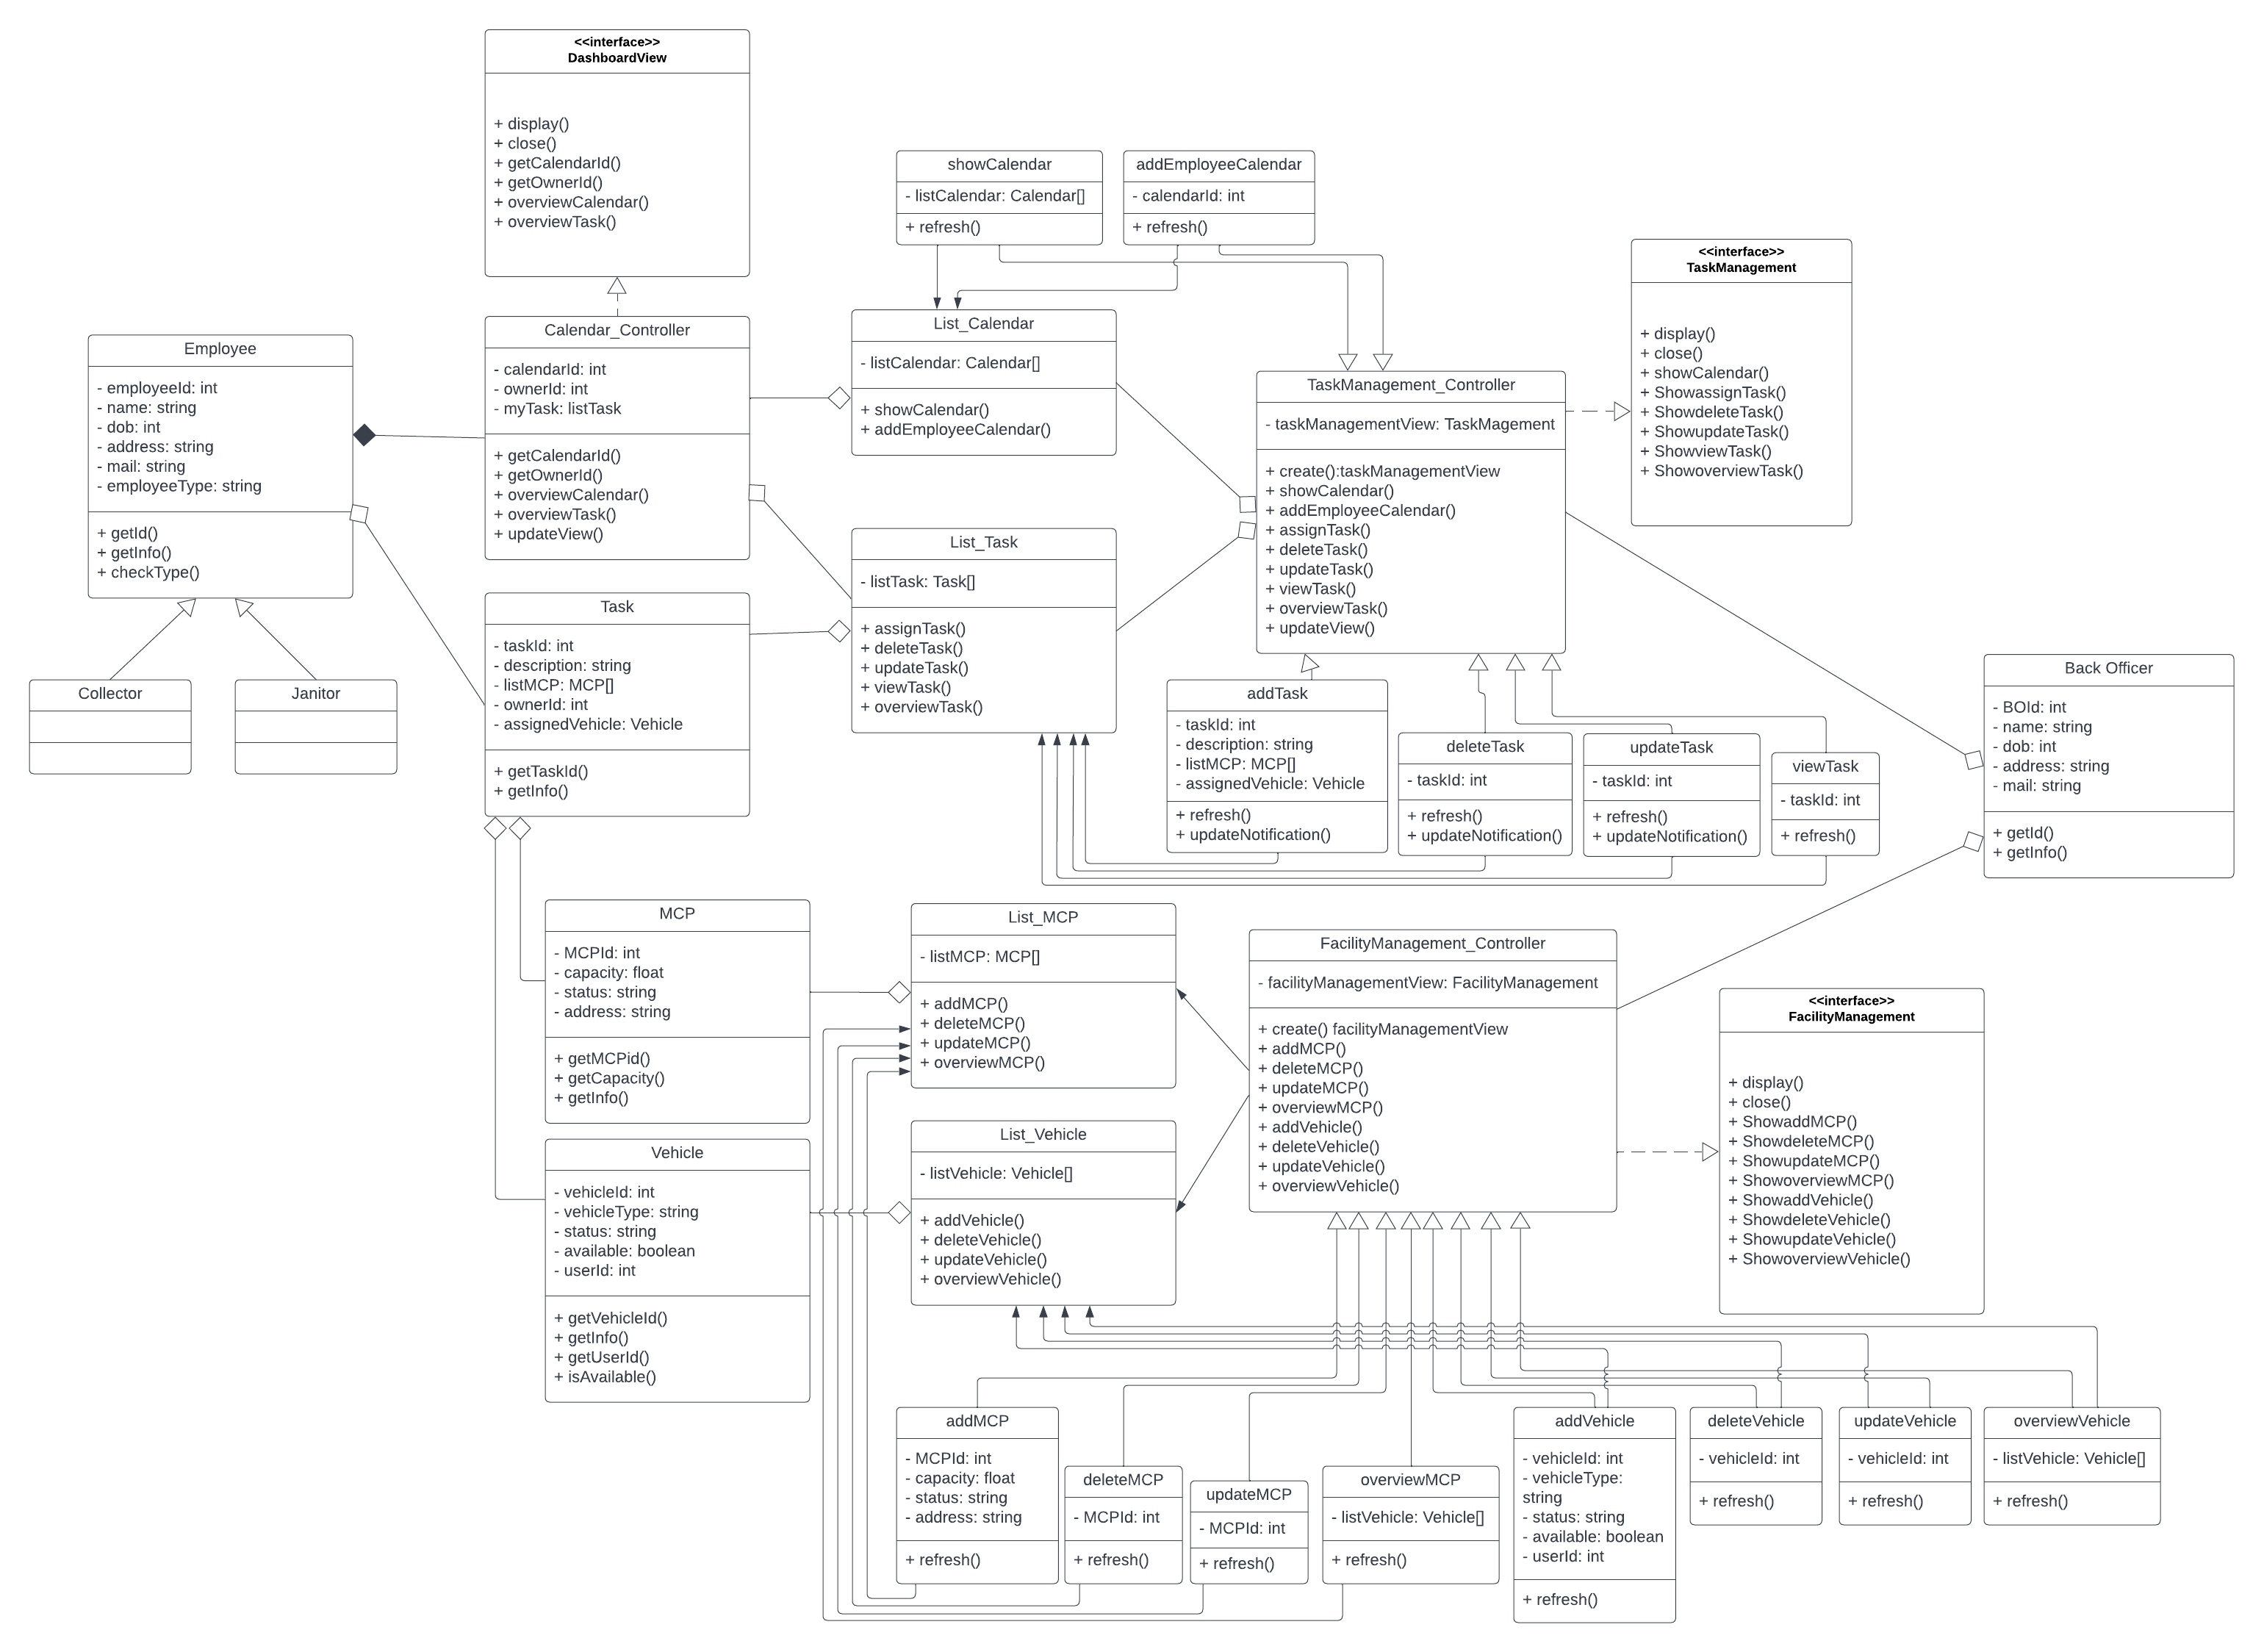 <<interface>>
DashboardView
+ display()
+ close()
+ getCalendarId()
+ getOwnerId()
+ overviewCalendar()
+ overviewTask()
showCalendar
- listCalendar: Calendar[]
+ refresh()
addEmployeeCalendar
- calendarId: int
+ refresh()
<<interface>>
TaskManagement
+ display()
+ close()
+ showCalendar()
+ ShowassignTask()
+ ShowdeleteTask()
+ ShowupdateTask()
+ ShowviewTask()
+ ShowoverviewTask()
Employee
- employeeId: int
- name: string
- dob: int
- address: string
- mail: string
- employeeType: string
+ getId()
+ getInfo()
+ checkType()
Calendar_Controller
- calendarId: int
- ownerId: int
- myTask: listTask
+ getCalendarId()
+ getOwnerId()
+ overviewCalendar()
+ overviewTask()
+ updateView()
List_Calendar
- listCalendar: Calendar[]
+ showCalendar()
+ addEmployeeCalendar()
TaskManagement_Controller
- taskManagementView: TaskMagement
+ create():taskManagementView
+ showCalendar()
+ addEmployeeCalendar()
+ assignTask()
+ deleteTask()
+ updateTask()
+ viewTask()
+ overviewTask()
+ updateView()
List_Task
- listTask: Task[]
+ assignTask()
+ deleteTask()
+ updateTask()
+ viewTask()
+ overviewTask()
Task
- taskId: int
- description: string
- listMCP: MCP[]
- ownerId: int
- assignedVehicle: Vehicle
+ getTaskId()
+ getInfo()
Collector
Janitor
addTask
- taskId: int
- description: string
- listMCP: MCP[]
- assignedVehicle: Vehicle
+ refresh()
+ updateNotification()
deleteTask
- taskId: int
+ refresh()
+ updateNotification()
updateTask
- taskId: int
+ refresh()
+ updateNotification()
viewTask
- taskId: int
+ refresh()
Back Officer
- BOId: int
- name: string
- dob: int
- address: string
- mail: string
+ getId()
+ getInfo()
MCP
- MCPId: int
- capacity: float
- status: string
- address: string
+ getMCPid()
+ getCapacity()
+ getInfo()
List_MCP
- listMCP: MCP[]
+ addMCP()
+ deleteMCP()
+ updateMCP()
+ overviewMCP()
FacilityManagement_Controller
- facilityManagementView: FacilityManagement
+ create() facilityManagementView
+ addMCP()
+ deleteMCP()
+ updateMCP()
+ overviewMCP()
+ addVehicle()
+ deleteVehicle()
+ updateVehicle()
+ overviewVehicle()
<<interface>>
FacilityManagement
+ display()
+ close()
+ ShowaddMCP()
+ ShowdeleteMCP()
+ ShowupdateMCP()
+ ShowoverviewMCP()
+ ShowaddVehicle()
+ ShowdeleteVehicle()
+ ShowupdateVehicle()
+ ShowoverviewVehicle()
Vehicle
- vehicleId: int
- vehicleType: string
- status: string
- available: boolean
- userId: int
+ getVehicleId()
+ getInfo()
+ getUserId()
+ isAvailable()
List_Vehicle
- listVehicle: Vehicle[]
+ addVehicle()
+ deleteVehicle()
+ updateVehicle()
+ overviewVehicle()
addMCP
- MCPId: int
- capacity: float
- status: string
- address: string
+ refresh()
deleteMCP
- MCPId: int
+ refresh()
updateMCP
- MCPId: int
+ refresh()
overviewMCP
- listVehicle: Vehicle[]
+ refresh()
addVehicle
- vehicleId: int
- vehicleType:
string
- status: string
- available: boolean
- userId: int
+ refresh()
deleteVehicle
- vehicleId: int
+ refresh()
updateVehicle
- vehicleId: int
+ refresh()
overviewVehicle
- listVehicle: Vehicle[]
+ refresh()